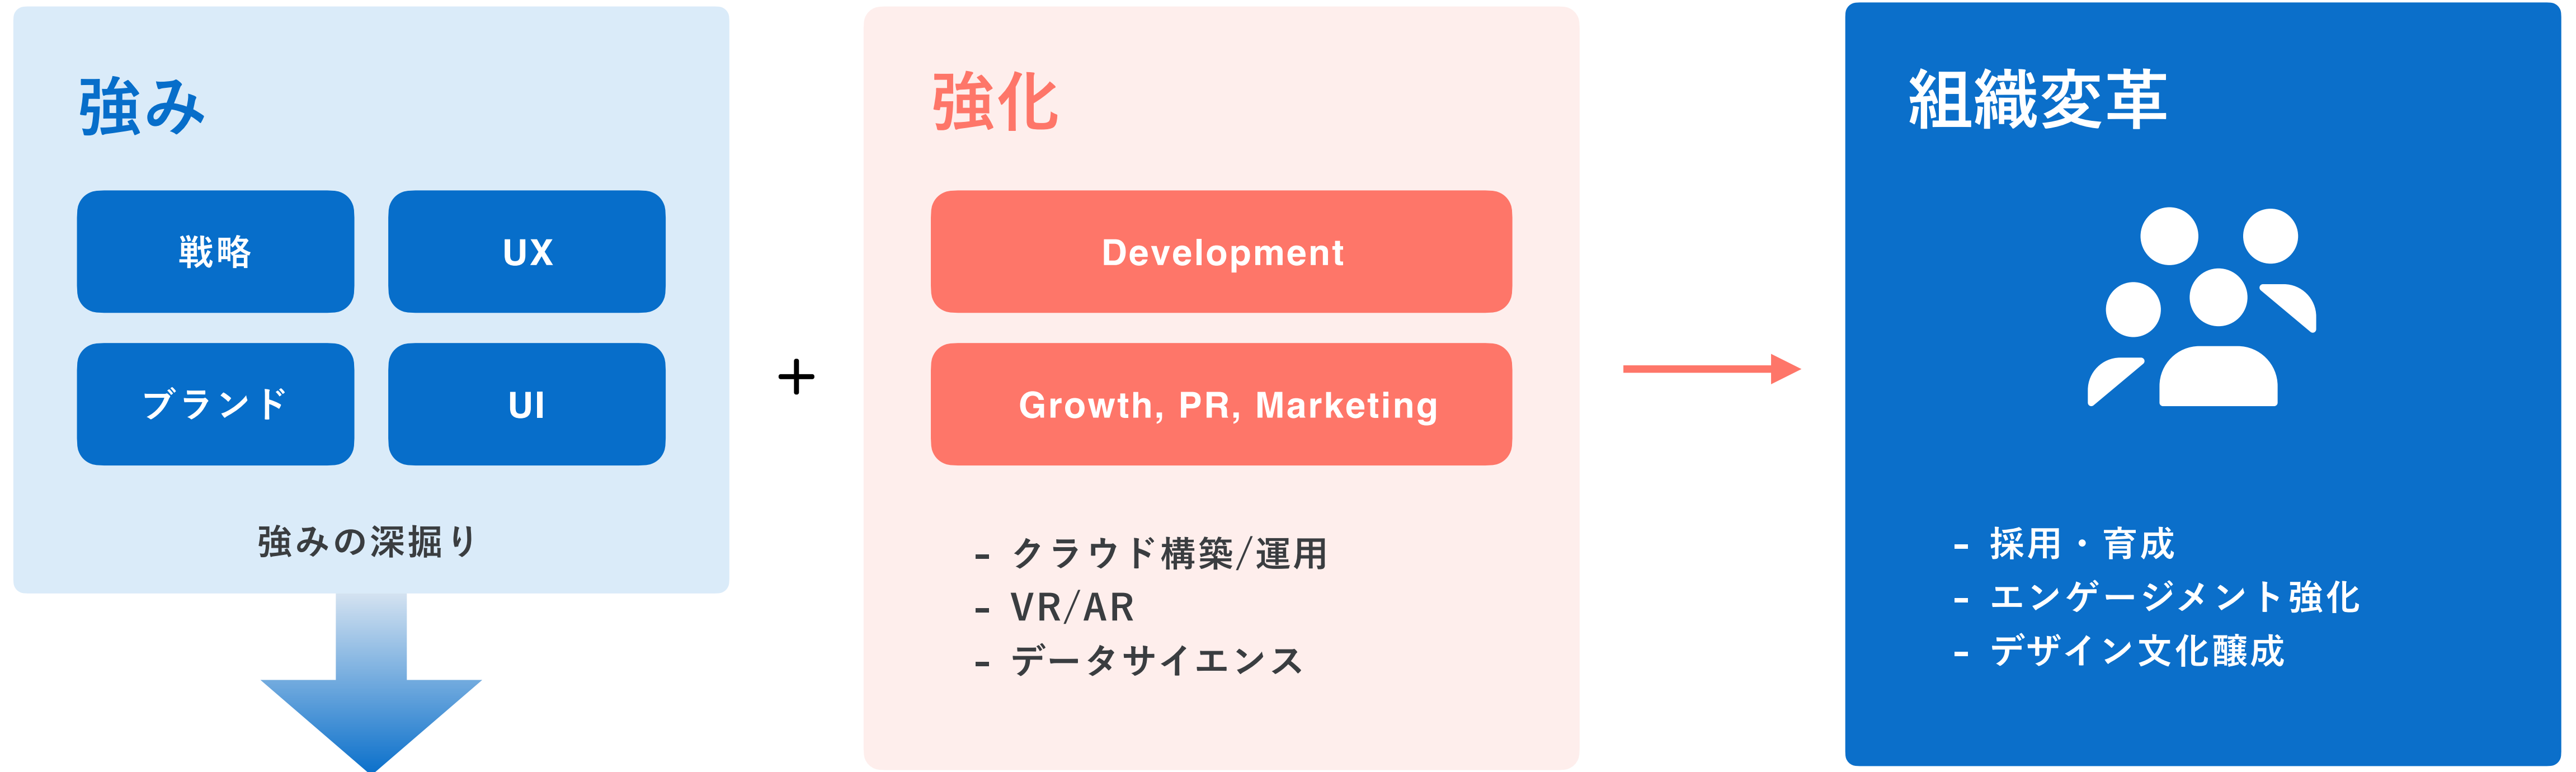 強み
戦略
UX
ブランド
UI
強みの深掘り
+
強化
Development
Growth, PR, Marketing
- クラウド構築/運用
- VR/AR
- データサイエンス
組織変革
- 採用・育成
- エンゲージメント強化
- デザイン文化醸成